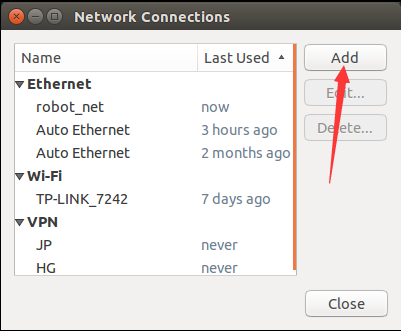 Network Connections
Name Last Used
Add
Ethernet
Edit...
robot_net now
Auto Ethernet 3 hours ago
Delete...
Auto Ethernet 2 months ago
Wi-Fi
TP-LINK_7242 7 days ago
VPN
JP never
HG never
Close